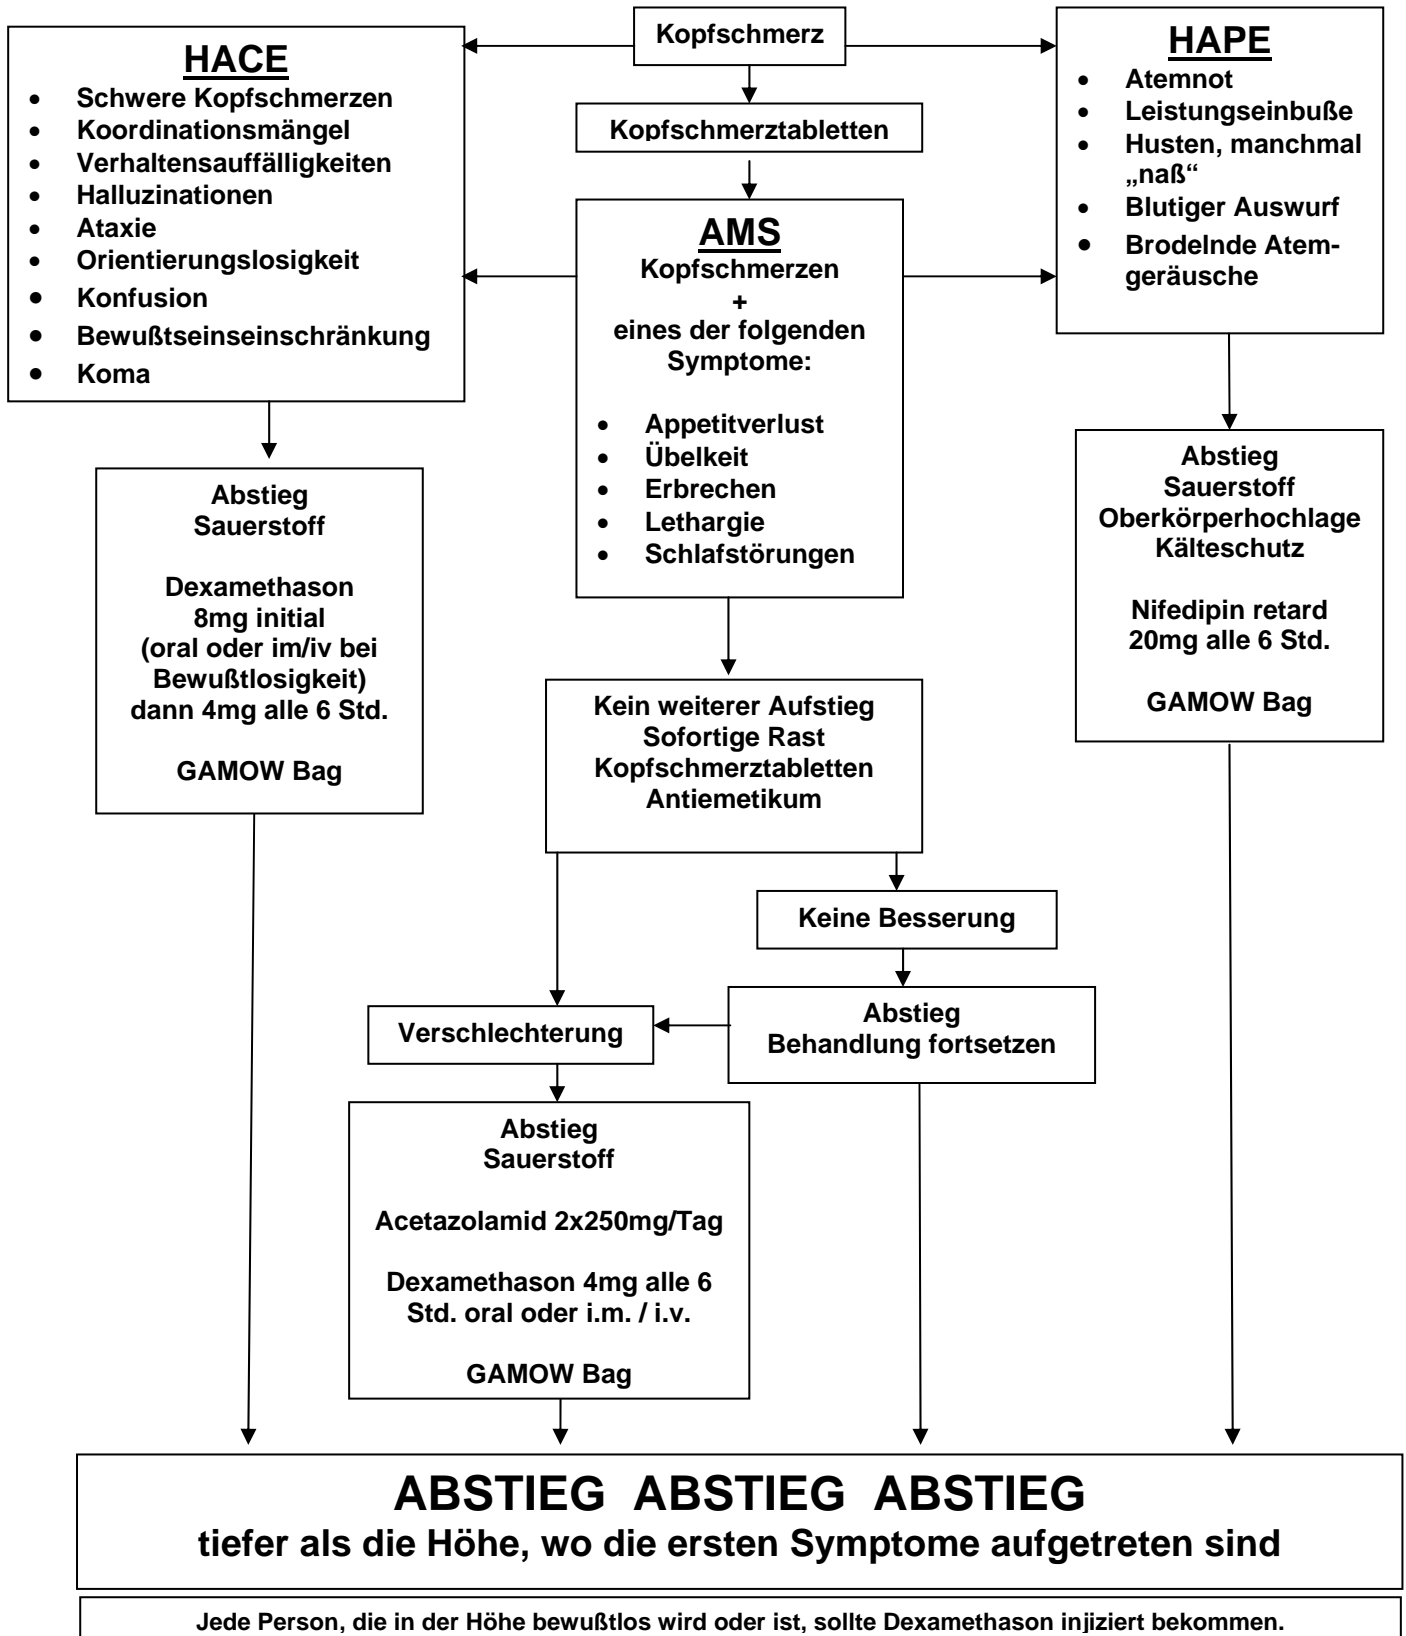 Kopfschmerz
HACE
• Schwere Kopfschmerzen
• Koordinationsmängel
• Verhaltensauffälligkeiten
• Halluzinationen
• Ataxie
• Orientierungslosigkeit
• Konfusion
• Bewußtseinseinschränkung
• Koma
Kopfschmerztabletten
HAPE
• Atemnot
• Leistungseinbuße
• Husten, manchmal
„naß“
• Blutiger Auswurf
• Brodelnde Atem-
geräusche
AMS
Kopfschmerzen
+
eines der folgenden
Symptome:
• Appetitverlust
• Übelkeit
• Erbrechen
• Lethargie
• Schlafstörungen
Abstieg
Sauerstoff
Dexamethason
8mg initial
(oral oder im/iv bei
Bewußtlosigkeit)
dann 4mg alle 6 Std.
GAMOW Bag
Abstieg
Sauerstoff
Oberkörperhochlage
Kälteschutz
Nifedipin retard
20mg alle 6 Std.
GAMOW Bag
Kein weiterer Aufstieg
Sofortige Rast
Kopfschmerztabletten
Antiemetikum
Keine Besserung
Abstieg
Behandlung fortsetzen
Verschlechterung
Abstieg
Sauerstoff
Acetazolamid 2x250mg/Tag
Dexamethason 4mg alle 6
Std. oral oder i.m. / i.v.
GAMOW Bag
ABSTIEG ABSTIEG ABSTIEG
tiefer als die Höhe, wo die ersten Symptome aufgetreten sind
Jede Person, die in der Höhe bewußtlos wird oder ist, sollte Dexamethason injiziert bekommen.